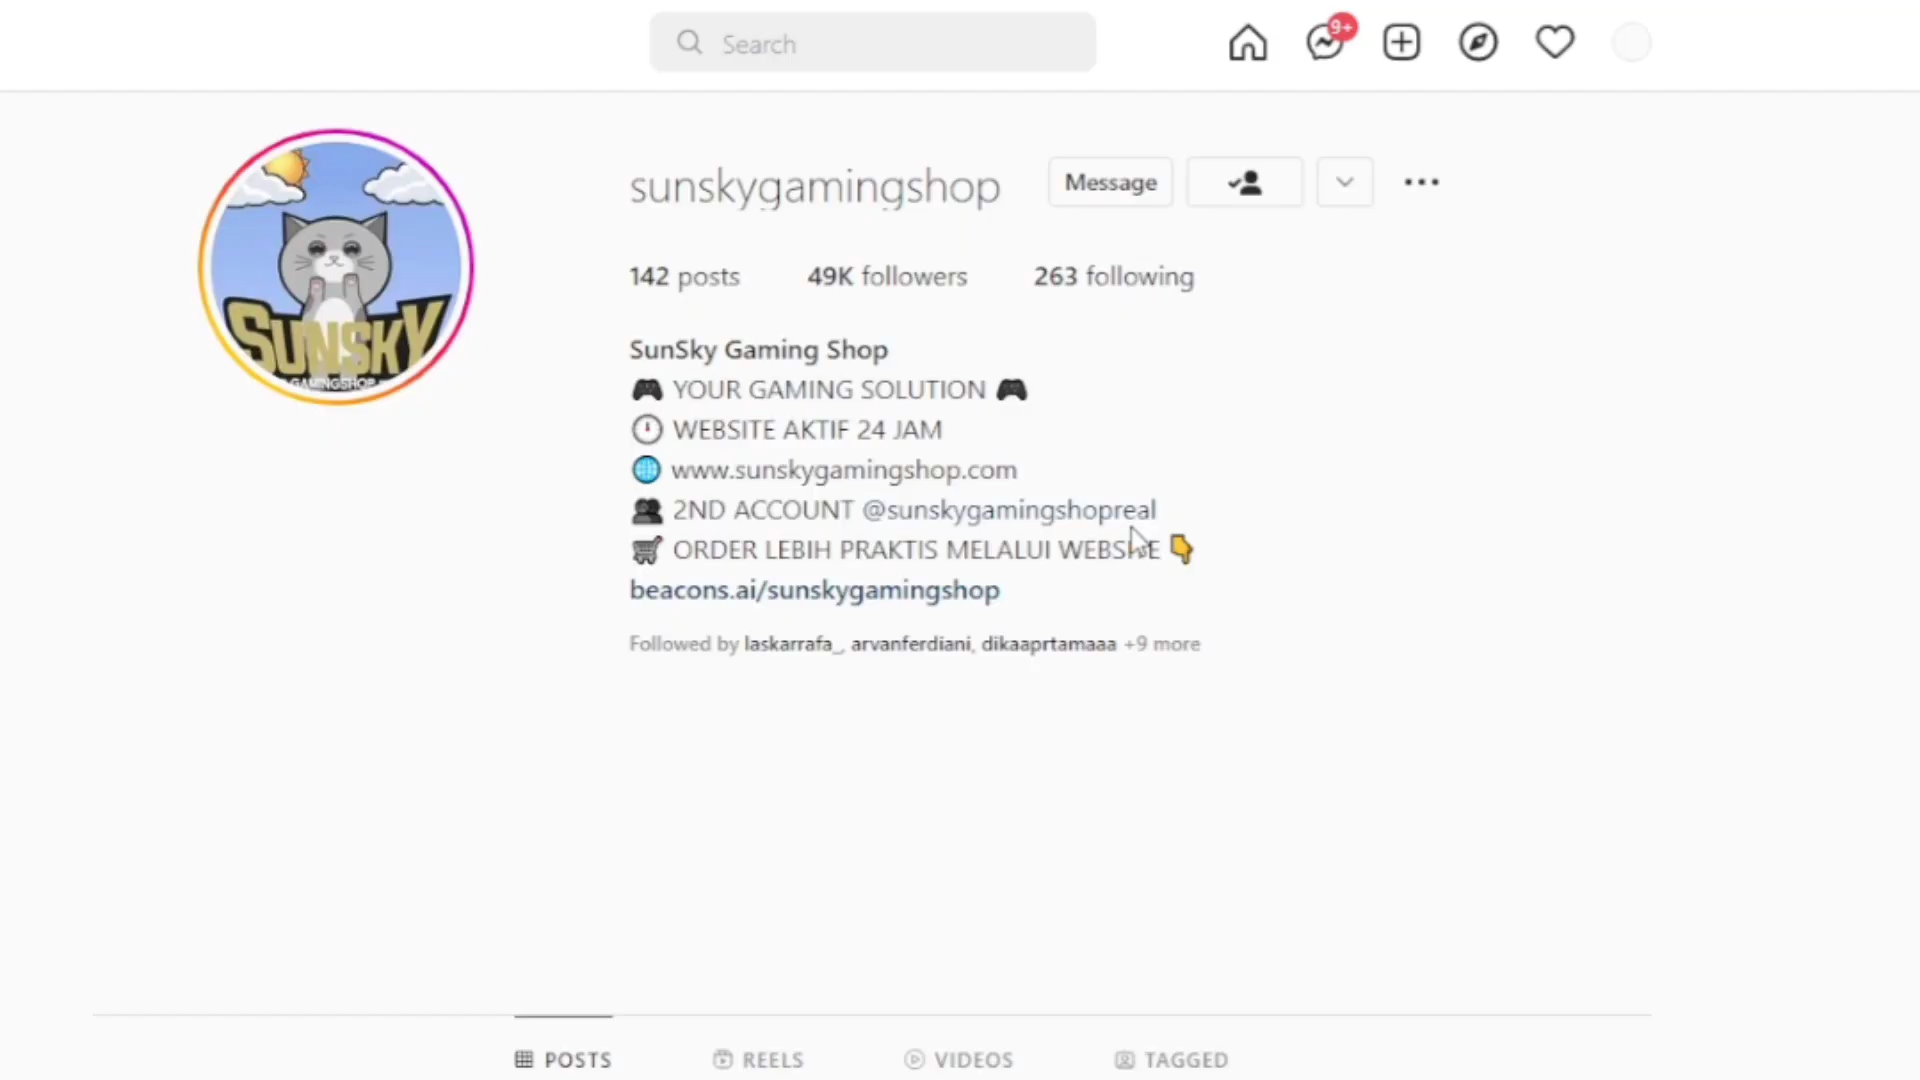 Search
9+
sunskygamingshop
Message
142 posts
49K followers
263 following
SunSky Gaming Shop
🎮 YOUR GAMING SOLUTION 🎮
🕛 WEBSITE AKTIF 24 JAM
🌐 www.sunskygamingshop.com
👥 2ND ACCOUNT @sunskygamingshopreal
🛒 ORDER LEBIH PRAKTIS MELALUI WEBSITE 👇
beacons.ai/sunskygamingshop
Followed by laskarrafa_, arvanferdiani, dikaaprtamaaa +9 more
SUNSKY
GAMINGSHOP
POSTS
REELS
VIDEOS
TAGGED